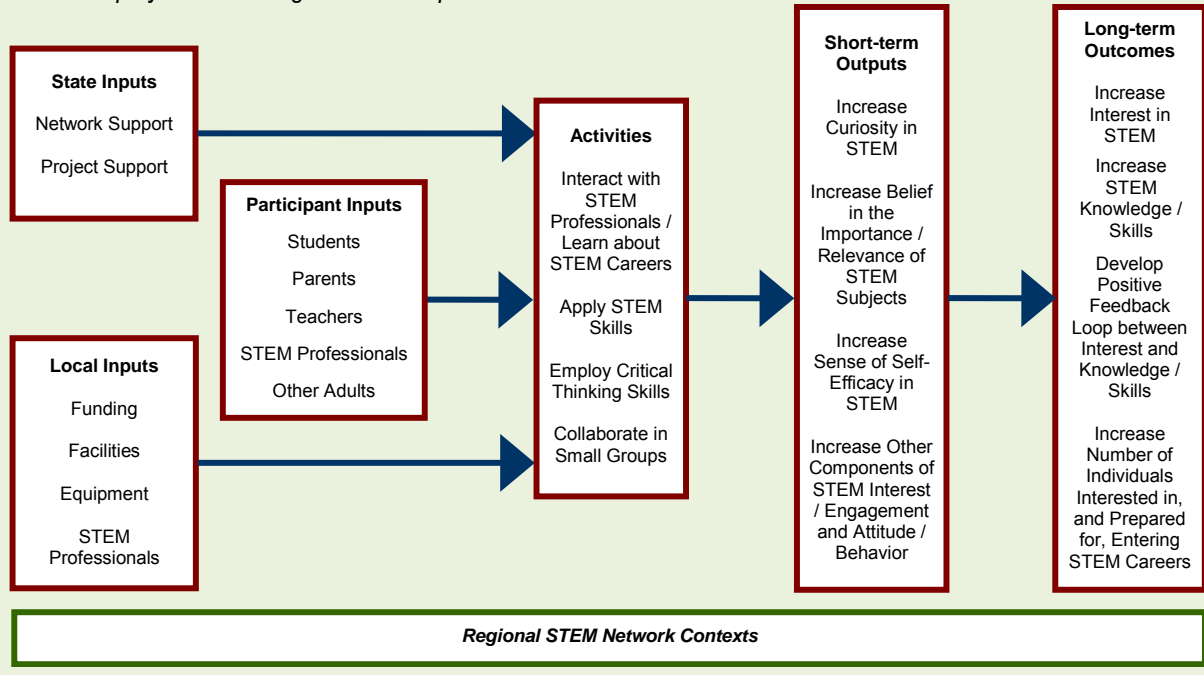 State Inputs
Network Support
Project Support
Participant Inputs
Students
Parents
Teachers
STEM Professionals
Other Adults
Local Inputs
Funding
Facilities
Equipment
STEM
Professionals
Activities
Interact with
STEM
Professionals /
Learn about
STEM Careers
Apply STEM
Skills
Employ Critical
Thinking Skills
Collaborate in
Small Groups
Short-term
Outputs
Increase
Curiosity in
STEM
Increase Belief
in the
Importance /
Relevance of
STEM
Subjects
Increase
Sense of Self-
Efficacy in
STEM
Increase Other
Components of
STEM Interest
/ Engagement
and Attitude /
Behavior
Long-term
Outcomes
Increase
Interest in
STEM
Increase
STEM
Knowledge /
Skills
Develop
Positive
Feedback
Loop between
Interest and
Knowledge /
Skills
Increase
Number of
Individuals
Interested in,
and Prepared
for, Entering
STEM Careers
Regional STEM Network Contexts